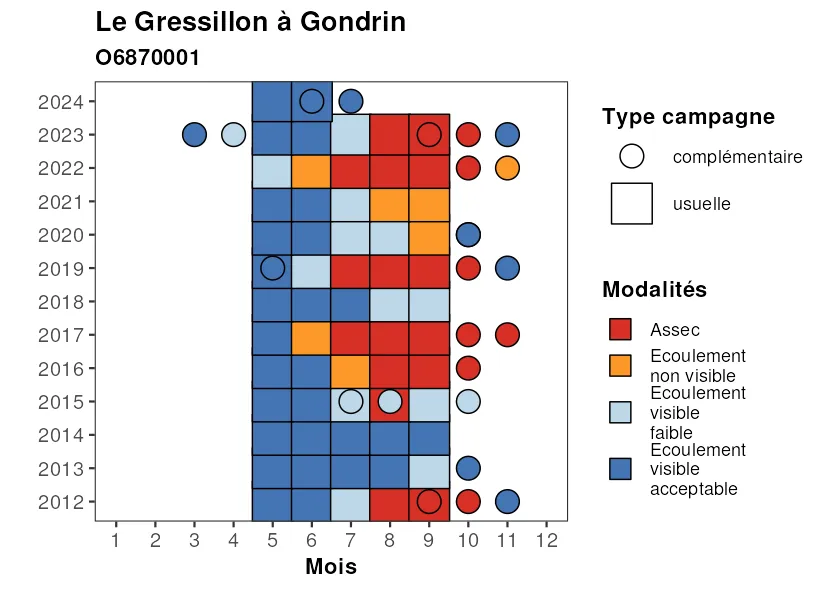 Le Gressillon à Gondrin
O6870001
2024
2023
2022
2021
2020
2019
2018
2017
2016
2015
2014
2013
2012
1 2 3 4 5 6 7 8 9 10 11 12
Mois
Type campagne
complémentaire
usuelle
Modalités
Assec
Ecoulement
non visible
Ecoulement
visible
faible
Ecoulement
visible
acceptable